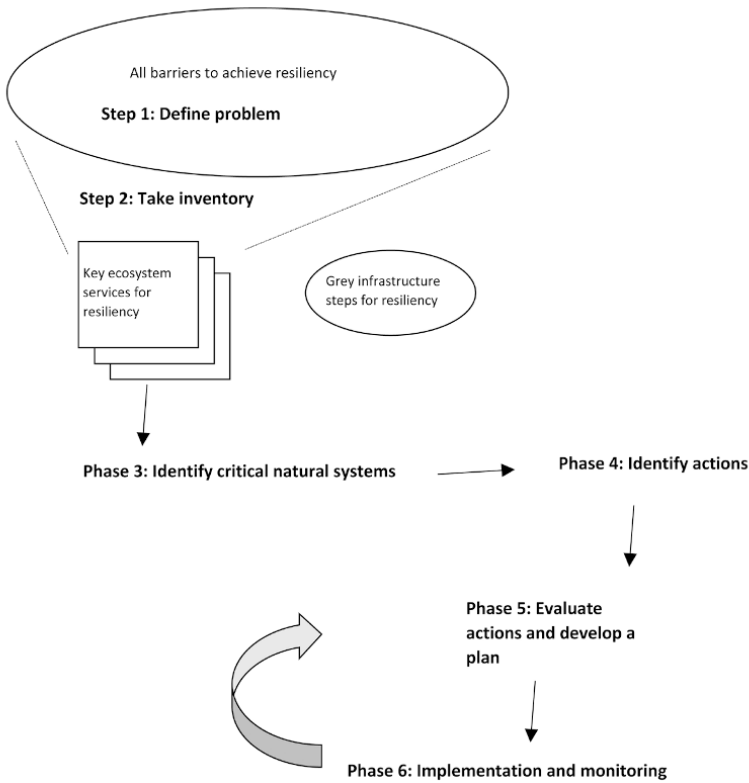 All barriers to achieve resiliency
Step 1: Define problem
Step 2: Take inventory
Key ecosystem
services for
resiliency
Grey infrastructure
steps for resiliency
Phase 3: Identify critical natural systems
Phase 4: Identify actions
Phase 5: Evaluate
actions and develop a
plan
Phase 6: Implementation and monitoring